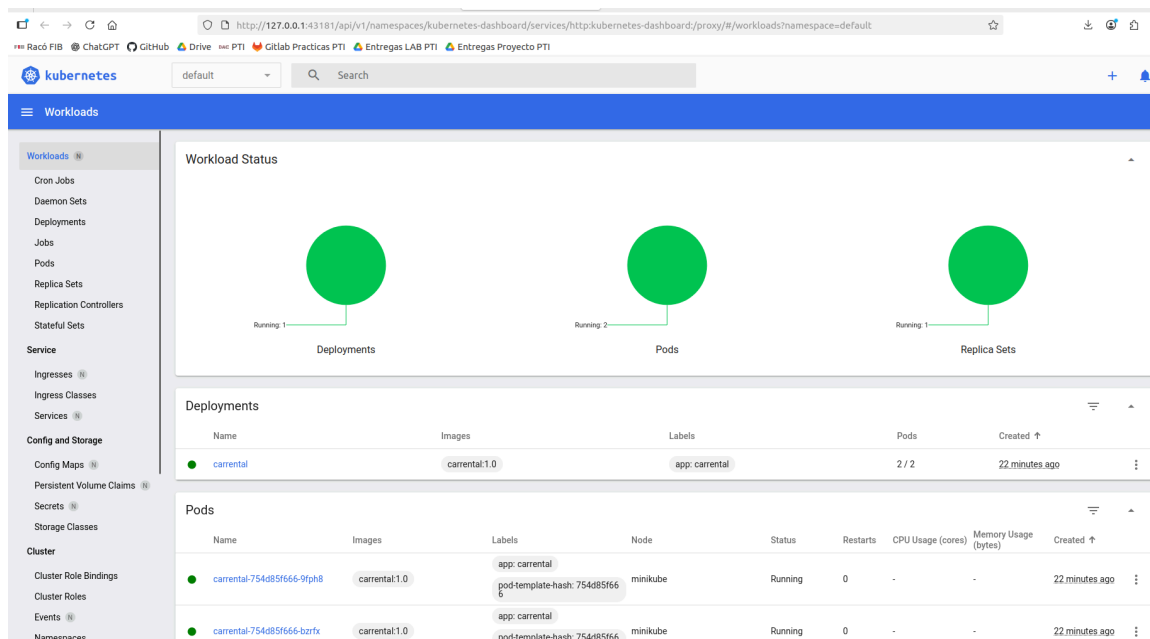 http://127.0.0.1:43181/api/v1/namespaces/kubernetes-dashboard/services/http:kubernetes-dashboard:/proxy/#/workloads?namespace=default
Racó FIB ChatGPT GitHub Drive PTI Gitlab Practicas PTI Entregas LAB PTI Entregas Proyecto PTI
kubernetes default Search
Workloads
Workloads N
Cron Jobs
Daemon Sets
Deployments
Jobs
Pods
Replica Sets
Replication Controllers
Stateful Sets
Service
Ingresses N
Ingress Classes
Services N
Config and Storage
Config Maps N
Persistent Volume Claims N
Secrets N
Storage Classes
Cluster
Cluster Role Bindings
Cluster Roles
Events N
Namespaces
Workload Status
Running: 1 Running: 2 Running: 1
Deployments Pods Replica Sets
Deployments
Name Images Labels Pods Created
carrental carrental:1.0 app: carrental 2 / 2 22 minutes ago
Pods
Name Images Labels Node Status Restarts CPU Usage (cores) Memory Usage (bytes) Created
app: carrental
carrental-754d85f666-9fph8 carrental:1.0 pod-template-hash: 754d85f66 minikube Running 0 - - 22 minutes ago
6
app: carrental
carrental-754d85f666-bzrfx carrental:1.0 pod-template-hash: 754d85f66 minikube Running 0 - - 22 minutes ago